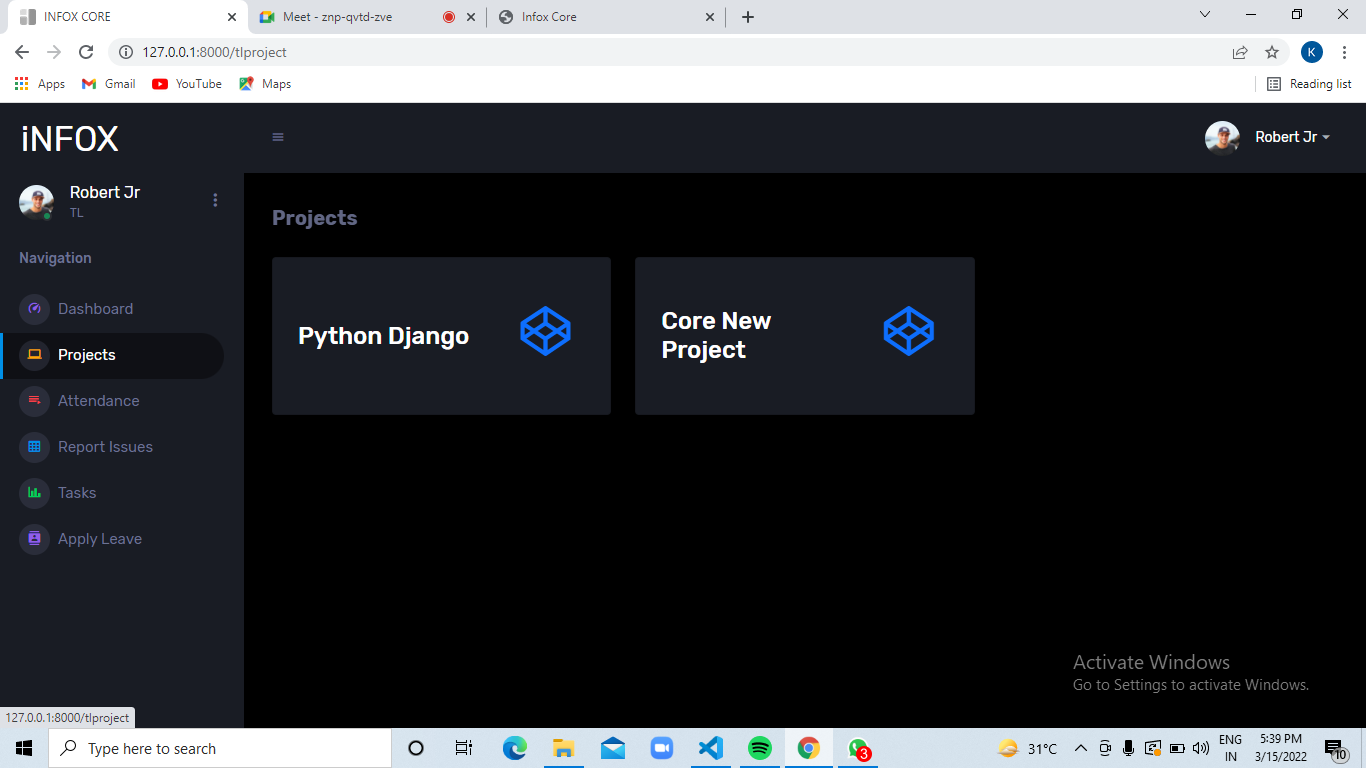 INFOX CORE
Meet - znp-qvtd-zve
Infox Core
127.0.0.1:8000/tlproject
K
Apps
Gmail
YouTube
Maps
Reading list
iNFOX
Robert Jr
Robert Jr
TL
Navigation
Dashboard
Projects
Attendance
Report Issues
Tasks
Apply Leave
Projects
Python Django
Core New
Project
Activate Windows
Go to Settings to activate Windows.
127.0.0.1:8000/tlproject
Type here to search
3
31°C
ENG
IN
5:39 PM
3/15/2022
10